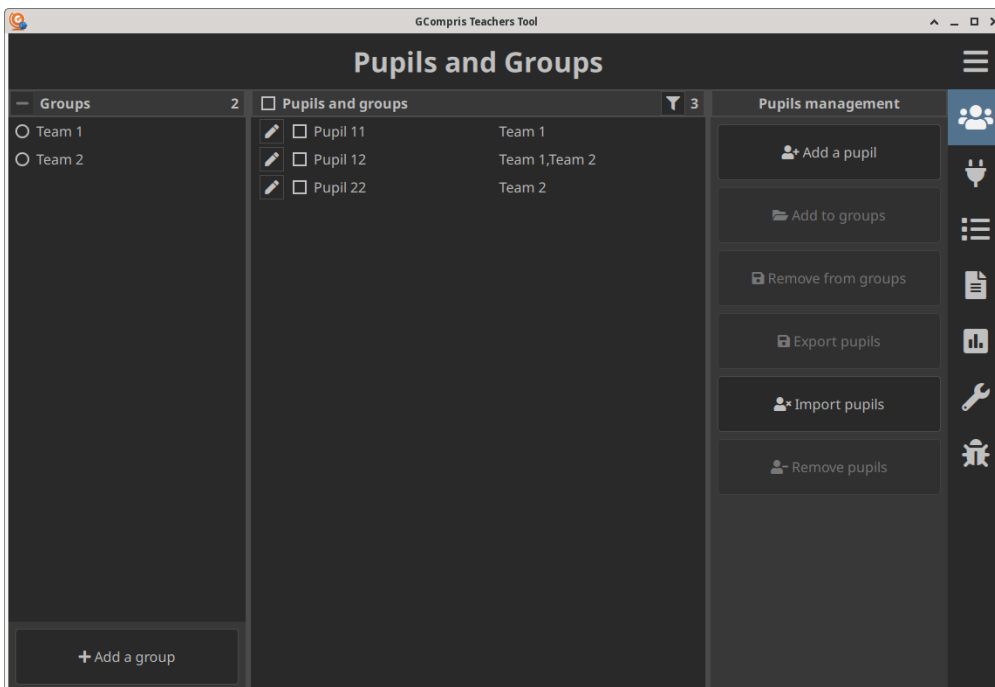 GCompris Teachers Tool
Pupils and Groups
Groups 2
Pupils and groups 3
Pupils management
Team 1
Team 2
Pupil 11 Team 1
Pupil 12 Team 1,Team 2
Pupil 22 Team 2
Add a pupil
Add to groups
Remove from groups
Export pupils
Import pupils
Remove pupils
Add a group